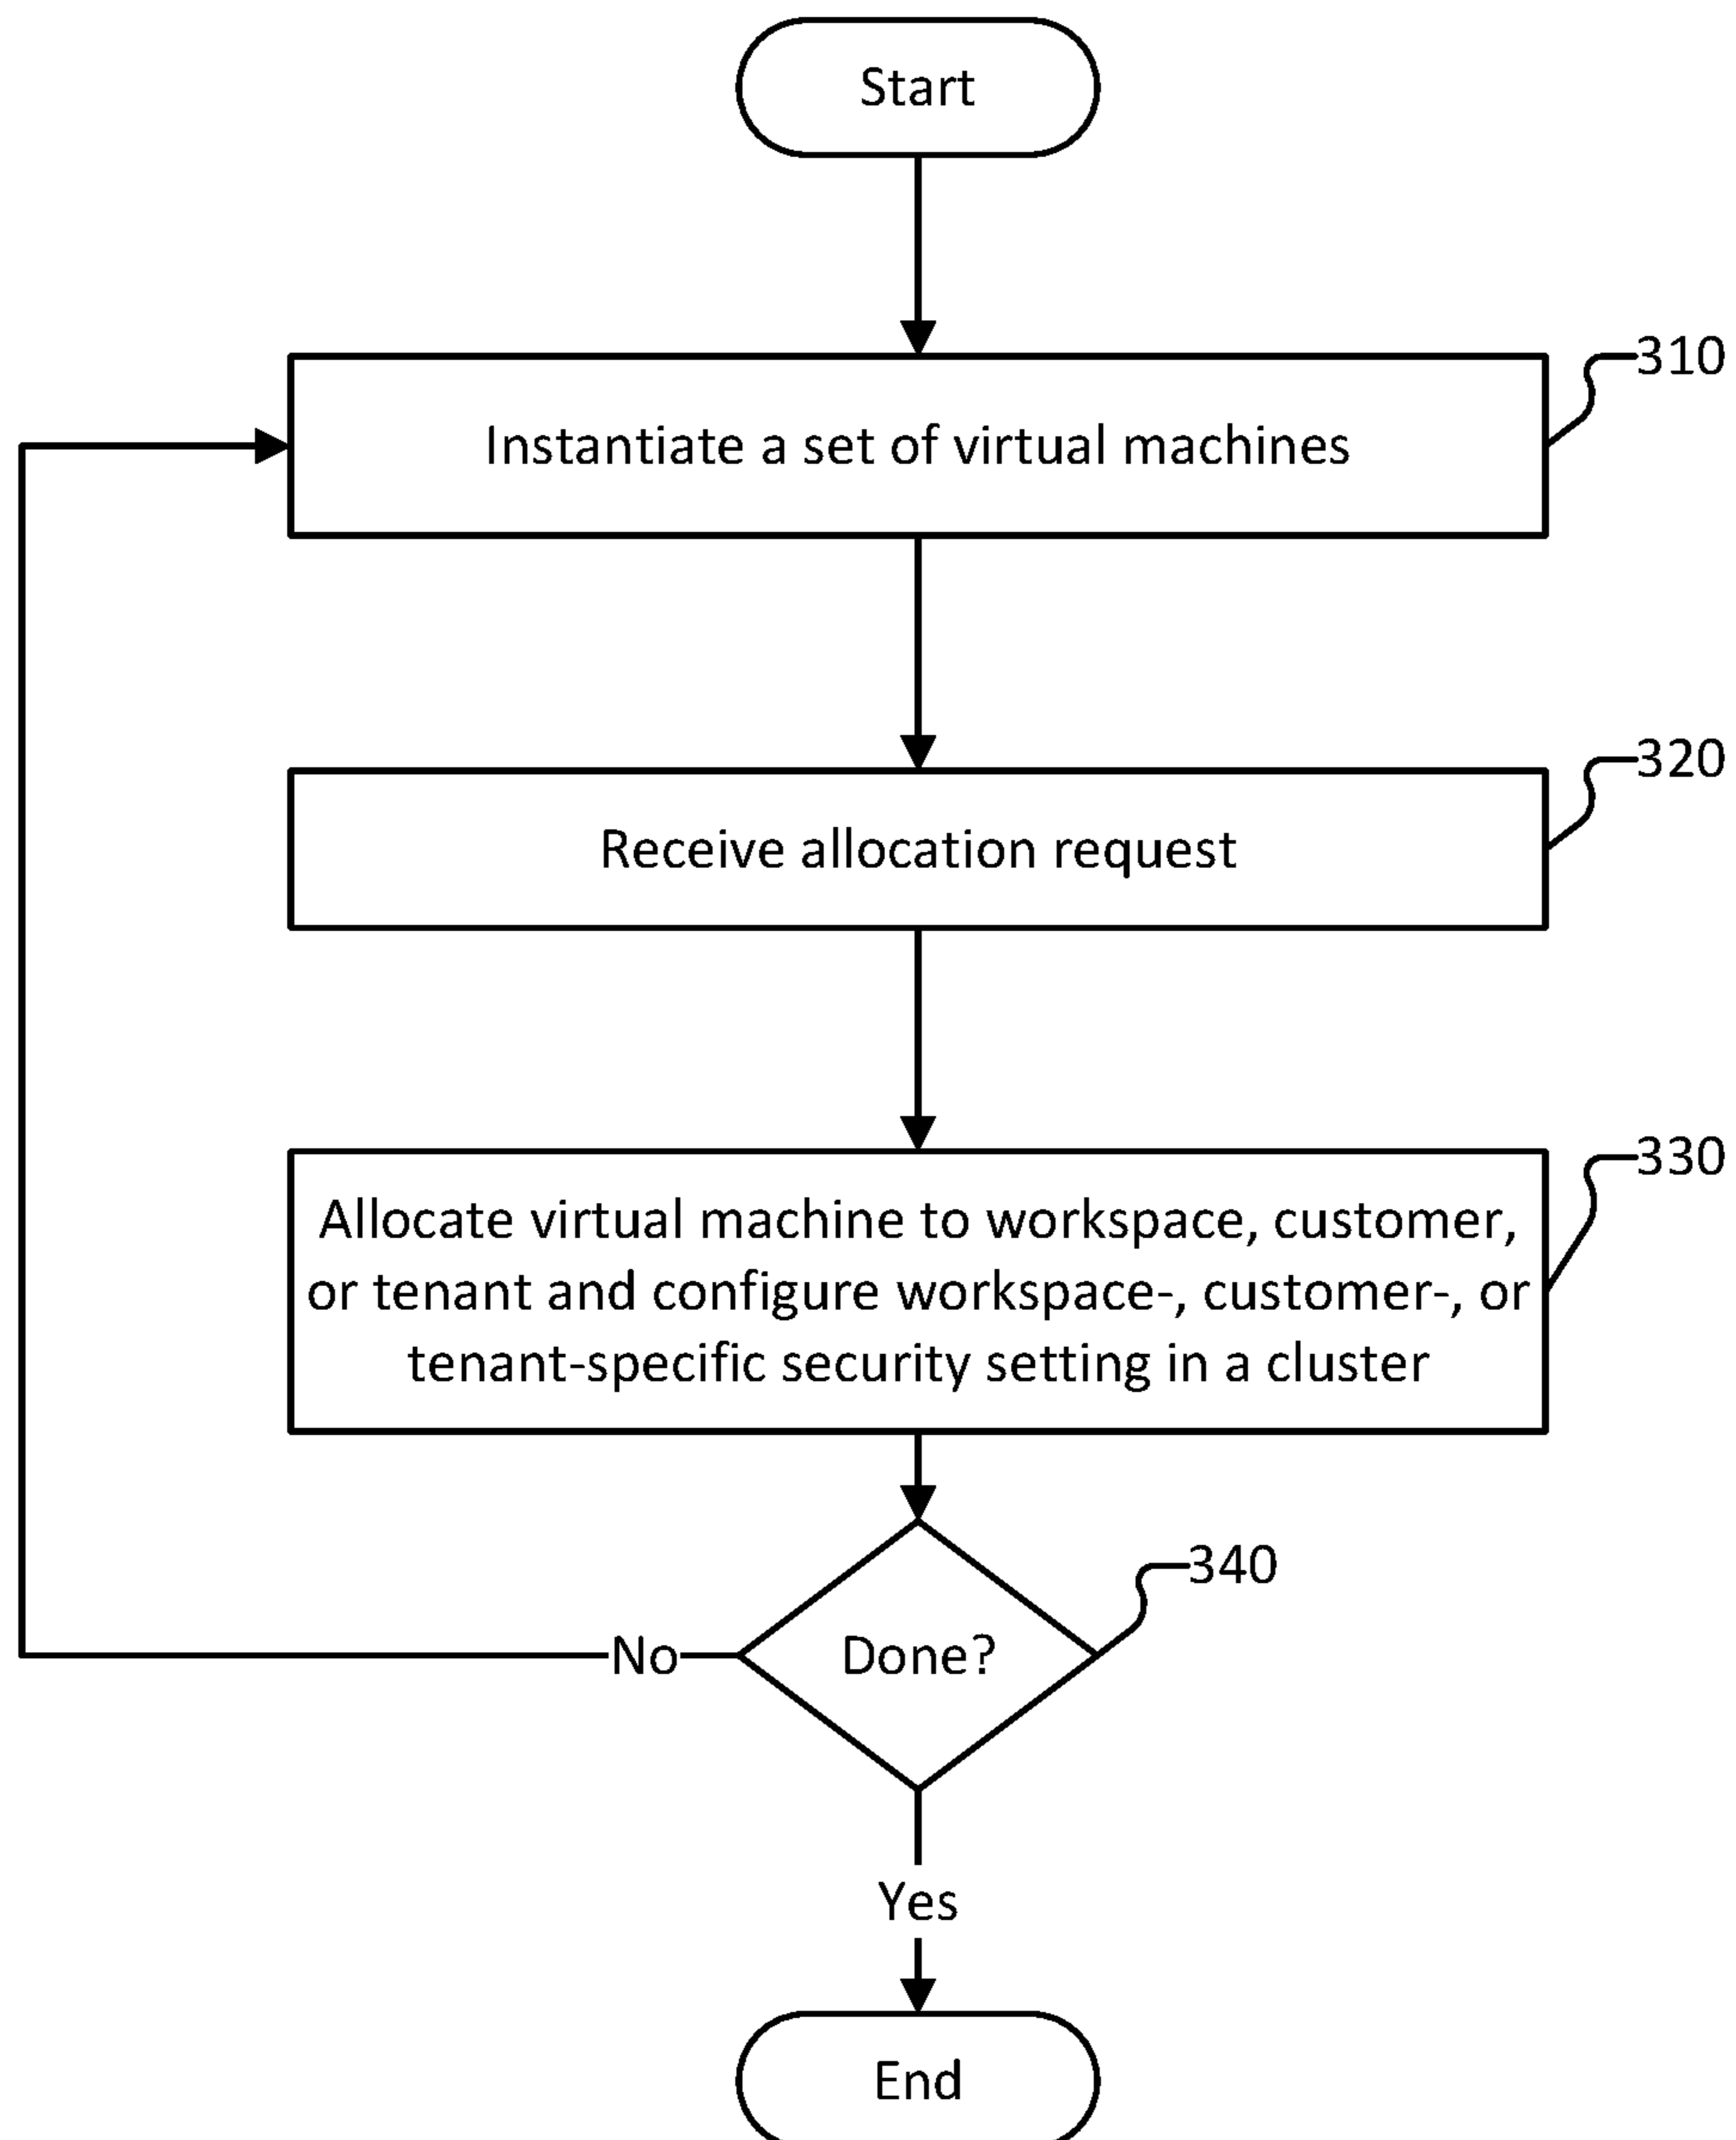 Start
310
Instantiate a set of virtual machines
320
Receive allocation request
330
Allocate virtual machine to workspace, customer,
or tenant and configure workspace-, customer-, or
tenant-specific security setting in a cluster
340
No
Done?
Yes
End